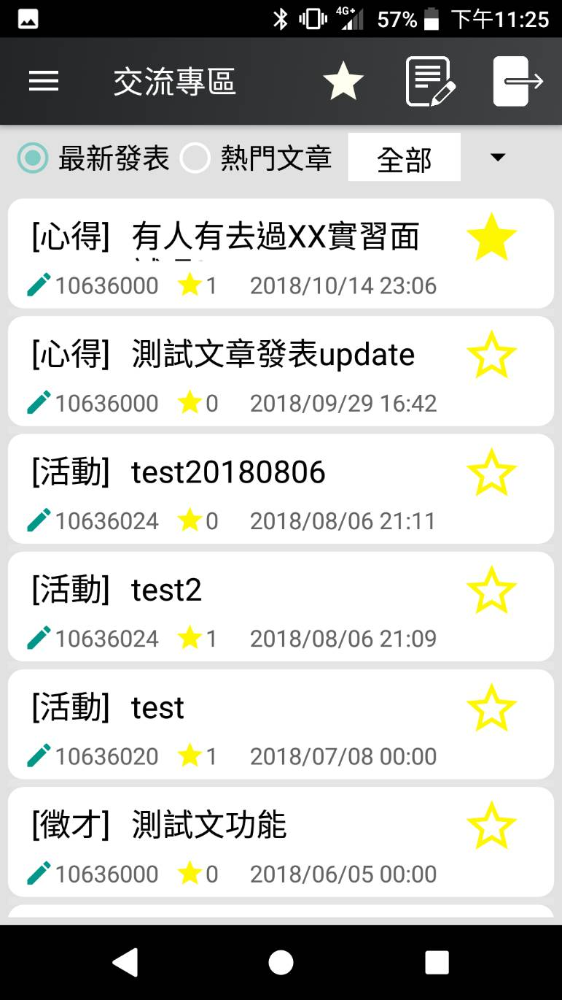 4G+ 57% 下午11:25
交流專區
最新發表 熱門文章 全部
[心得] 有人有去過XX實習面
10636000 1 2018/10/14 23:06
[心得] 測試文章發表update
10636000 0 2018/09/29 16:42
[活動] test20180806
10636024 0 2018/08/06 21:11
[活動] test2
10636024 1 2018/08/06 21:09
[活動] test
10636020 1 2018/07/08 00:00
[徵才] 測試文功能
10636000 0 2018/06/05 00:00